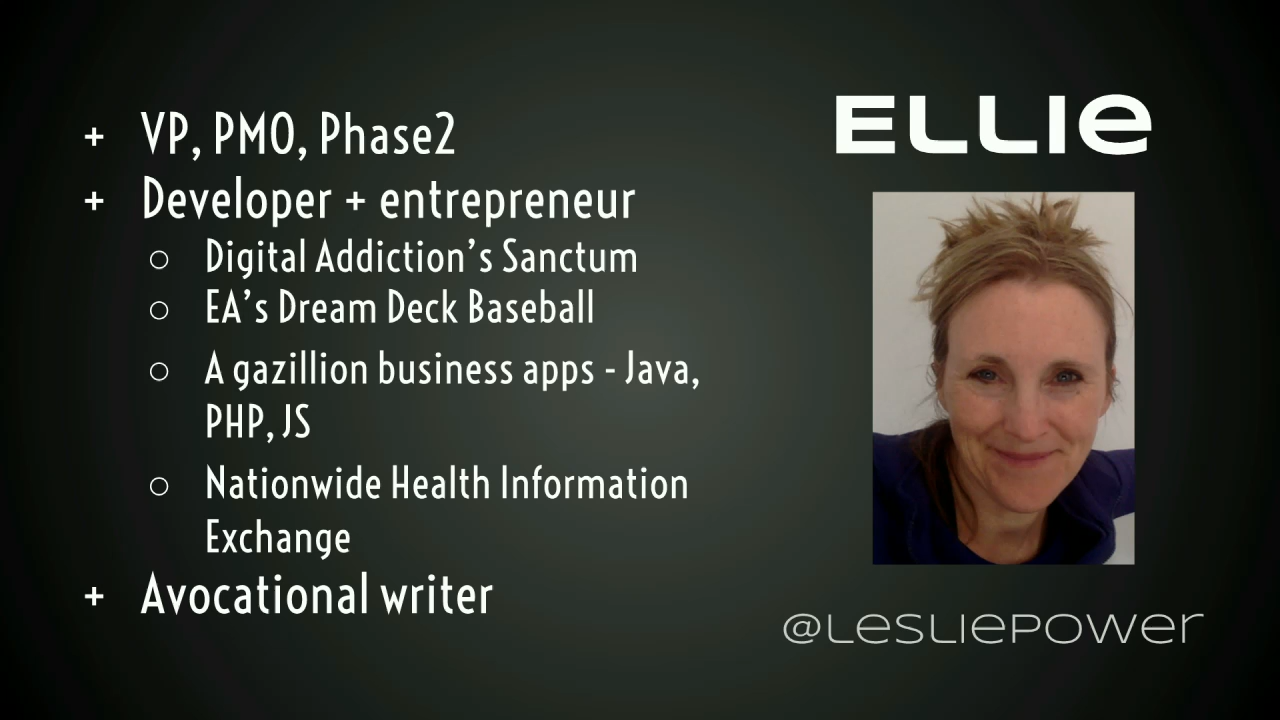 + VP, PMO, Phase2
+ Developer + entrepreneur
○ Digital Addiction’s Sanctum
○ EA’s Dream Deck Baseball
○ A gazillion business apps - Java,
PHP, JS
○ Nationwide Health Information
Exchange
+ Avocational writer
ELLIe
@LesLiePower